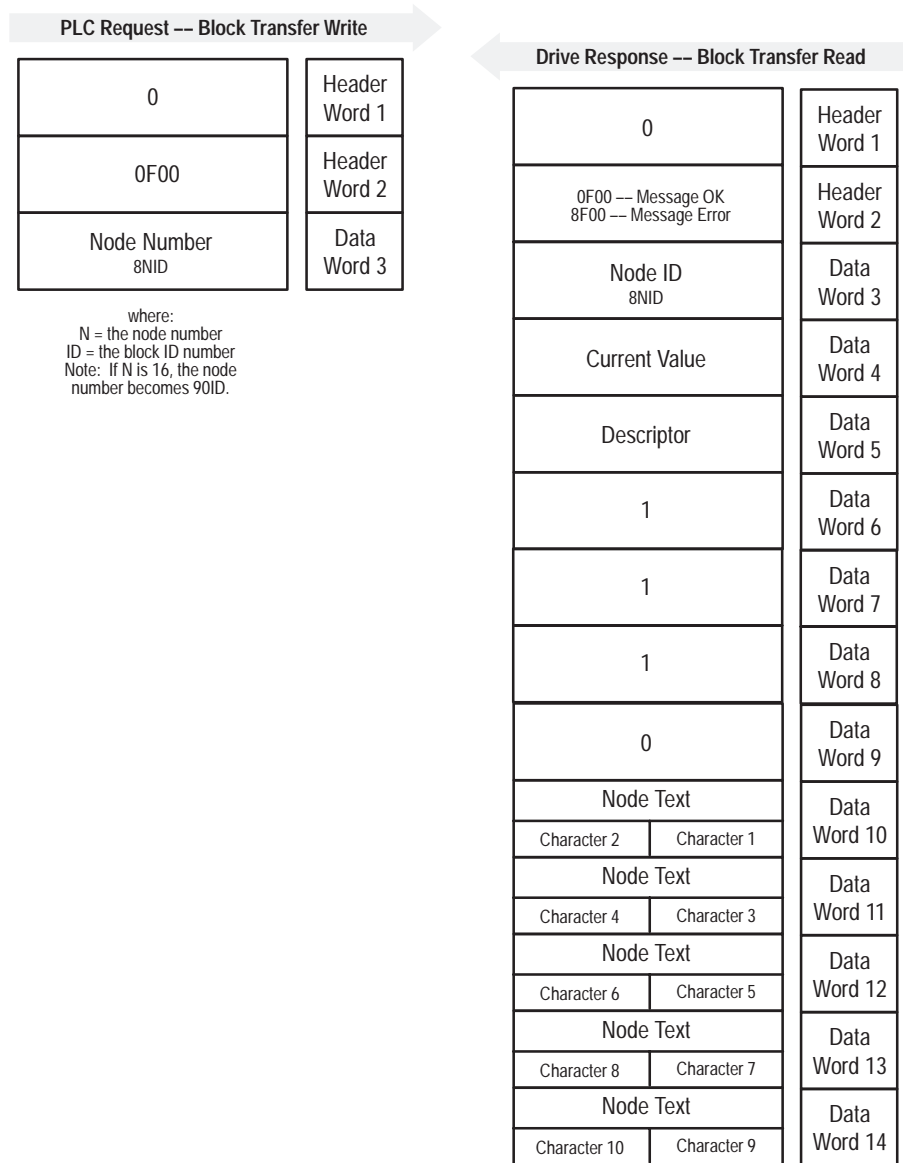 PLC Request –– Block Transfer Write
0
Header
Word 1
0F00
Header
Word 2
Node Number
8NID
Data
Word 3
where:
N = the node number
ID = the block ID number
Note: If N is 16, the node
number becomes 90ID.
Drive Response –– Block Transfer Read
0
Header
Word 1
0F00 –– Message OK
8F00 –– Message Error
Header
Word 2
Node ID
8NID
Data
Word 3
Current Value
Data
Word 4
Descriptor
Data
Word 5
1
Data
Word 6
1
Data
Word 7
1
Data
Word 8
0
Data
Word 9
Node Text
Character 2 Character 1
Data
Word 10
Node Text
Character 4 Character 3
Data
Word 11
Node Text
Character 6 Character 5
Data
Word 12
Node Text
Character 8 Character 7
Data
Word 13
Node Text
Character 10 Character 9
Data
Word 14